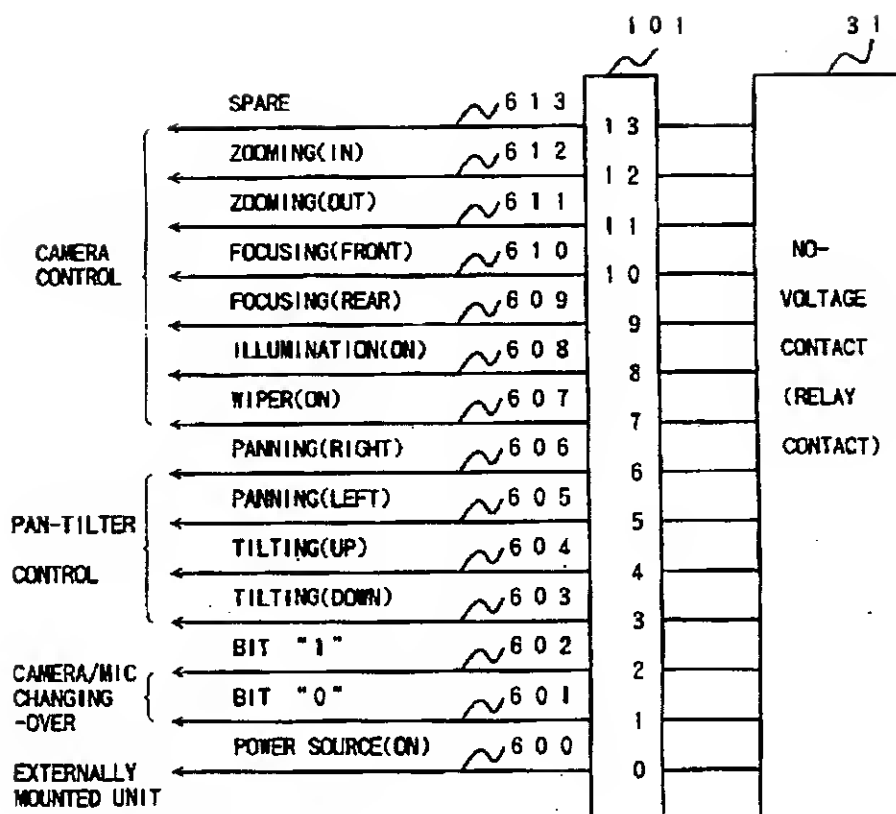 101 31
SPARE 613
13
ZOOMING(IN) 612
12
ZOOMING(OUT) 611
11
FOCUSING(FRONT) 610
10
FOCUSING(REAR) 609
9
ILLUMINATION(ON) 608
8
WIPER(ON) 607
7
PANNING(RIGHT) 606
6
PANNING(LEFT) 605
5
TILTING(UP) 604
4
TILTING(DOWN) 603
3
BIT "1" 602
2
BIT "0" 601
1
POWER SOURCE(ON) 600
0
CAMERA
CONTROL
PAN-TILTER
CONTROL
CAMERA/MIC
CHANGING
-OVER
EXTERNALLY
MOUNTED UNIT
NO-
VOLTAGE
CONTACT
(RELAY
CONTACT)